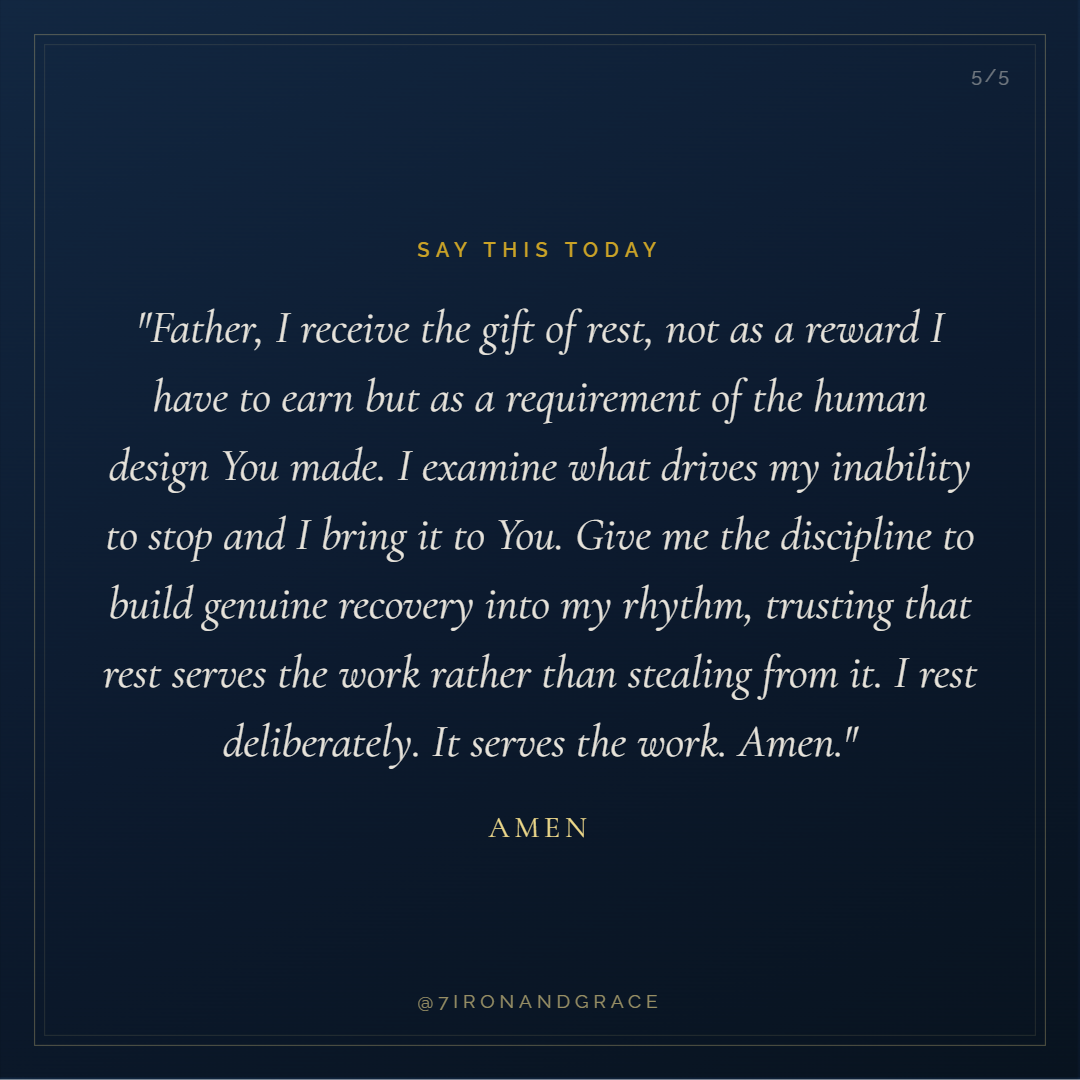 5/5
SAY THIS TODAY
"Father, I receive the gift of rest, not as a reward I
have to earn but as a requirement of the human
design You made. I examine what drives my inability
to stop and I bring it to You. Give me the discipline to
build genuine recovery into my rhythm, trusting that
rest serves the work rather than stealing from it. I rest
deliberately. It serves the work. Amen."
AMEN
@7IRONANDGRACE